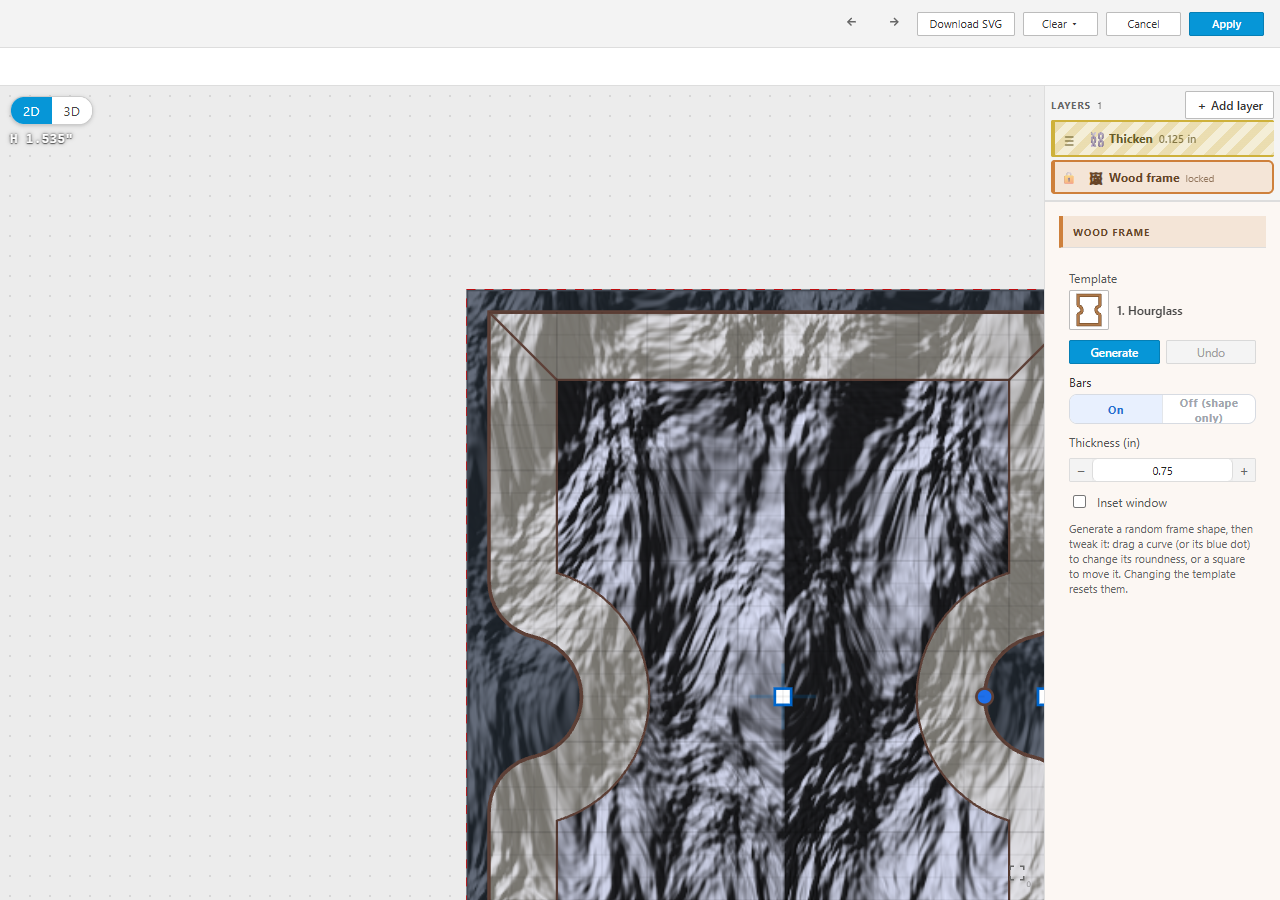 Download SVG
Clear
Cancel
Apply
2D
3D
H 1.535"
LAYERS 1
+ Add layer
Thicken 0.125 in
Wood frame locked
WOOD FRAME
Template
1. Hourglass
Generate
Undo
Bars
On
Off (shape
only)
Thickness (in)
− 0.75 +
Inset window
Generate a random frame shape, then
tweak it: drag a curve (or its blue dot)
to change its roundness, or a square
to move it. Changing the template
resets them.